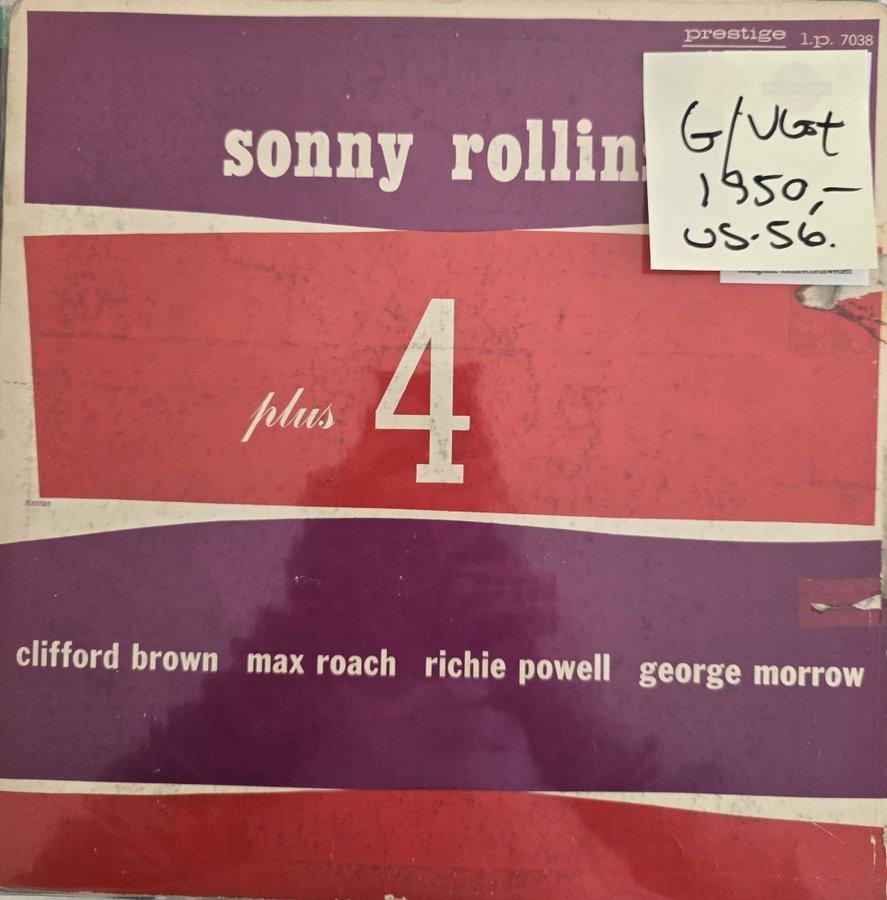 prestige l.p. 7038
sonny rollins
G/VG+
1950,-
US.56.
plus 4
Hannan
clifford brown max roach richie powell george morrow